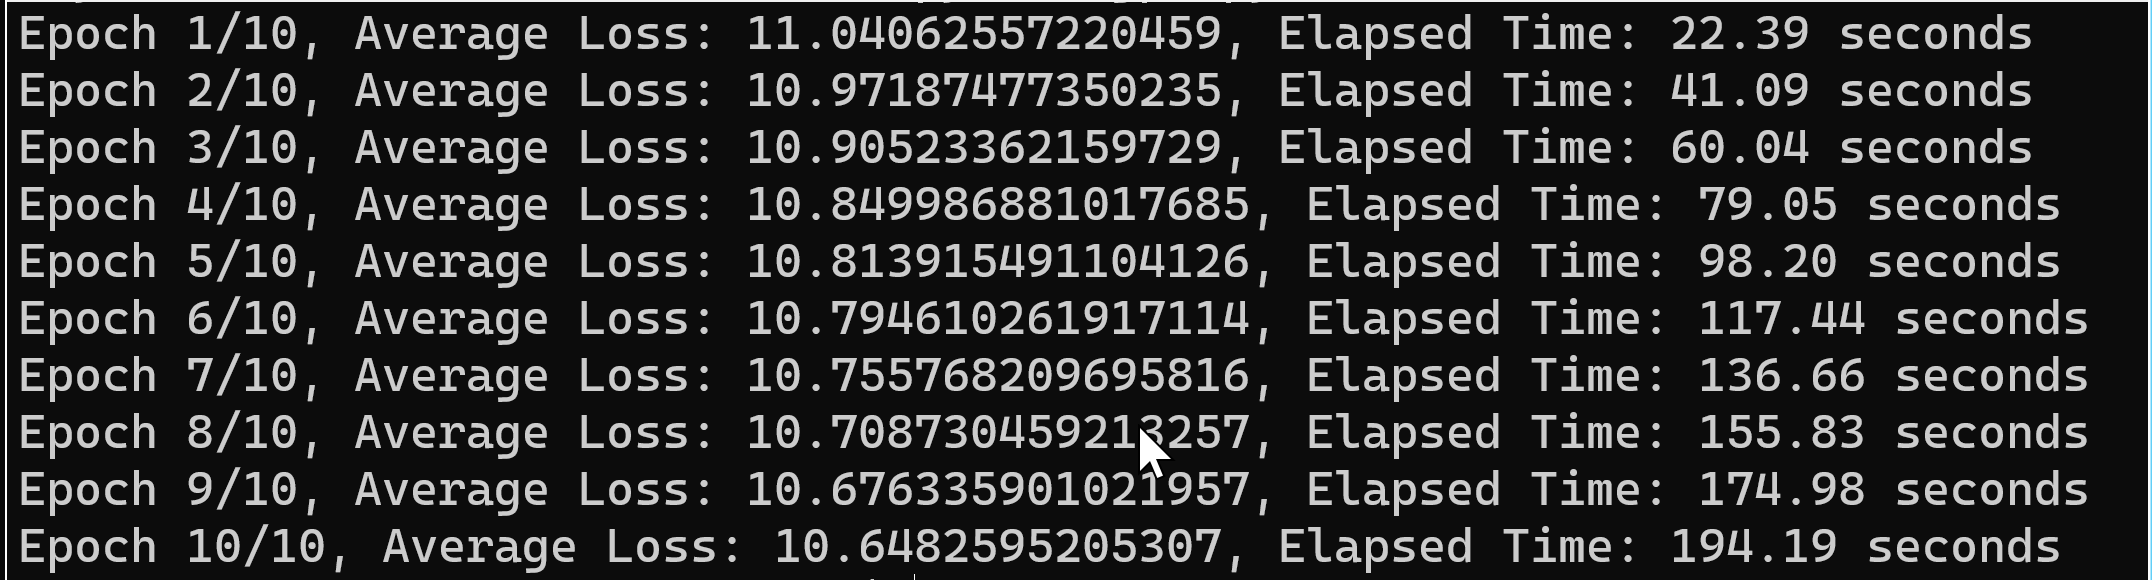 Epoch 1/10, Average Loss: 11.04062557220459, Elapsed Time: 22.39 seconds
Epoch 2/10, Average Loss: 10.97187477350235, Elapsed Time: 41.09 seconds
Epoch 3/10, Average Loss: 10.90523362159729, Elapsed Time: 60.04 seconds
Epoch 4/10, Average Loss: 10.849986881017685, Elapsed Time: 79.05 seconds
Epoch 5/10, Average Loss: 10.813915491104126, Elapsed Time: 98.20 seconds
Epoch 6/10, Average Loss: 10.794610261917114, Elapsed Time: 117.44 seconds
Epoch 7/10, Average Loss: 10.755768209695816, Elapsed Time: 136.66 seconds
Epoch 8/10, Average Loss: 10.708730459213257, Elapsed Time: 155.83 seconds
Epoch 9/10, Average Loss: 10.676335901021957, Elapsed Time: 174.98 seconds
Epoch 10/10, Average Loss: 10.6482595205307, Elapsed Time: 194.19 seconds